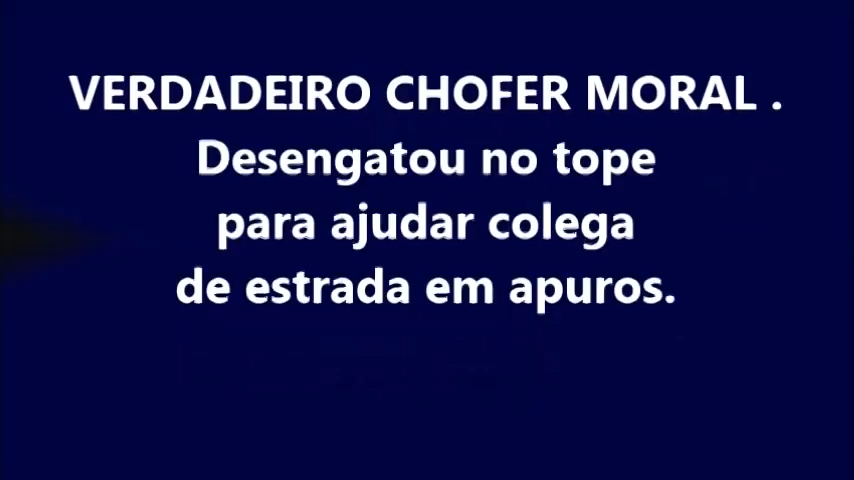 VERDADEIRO CHOFER MORAL .
Desengatou no tope
para ajudar colega
de estrada em apuros.